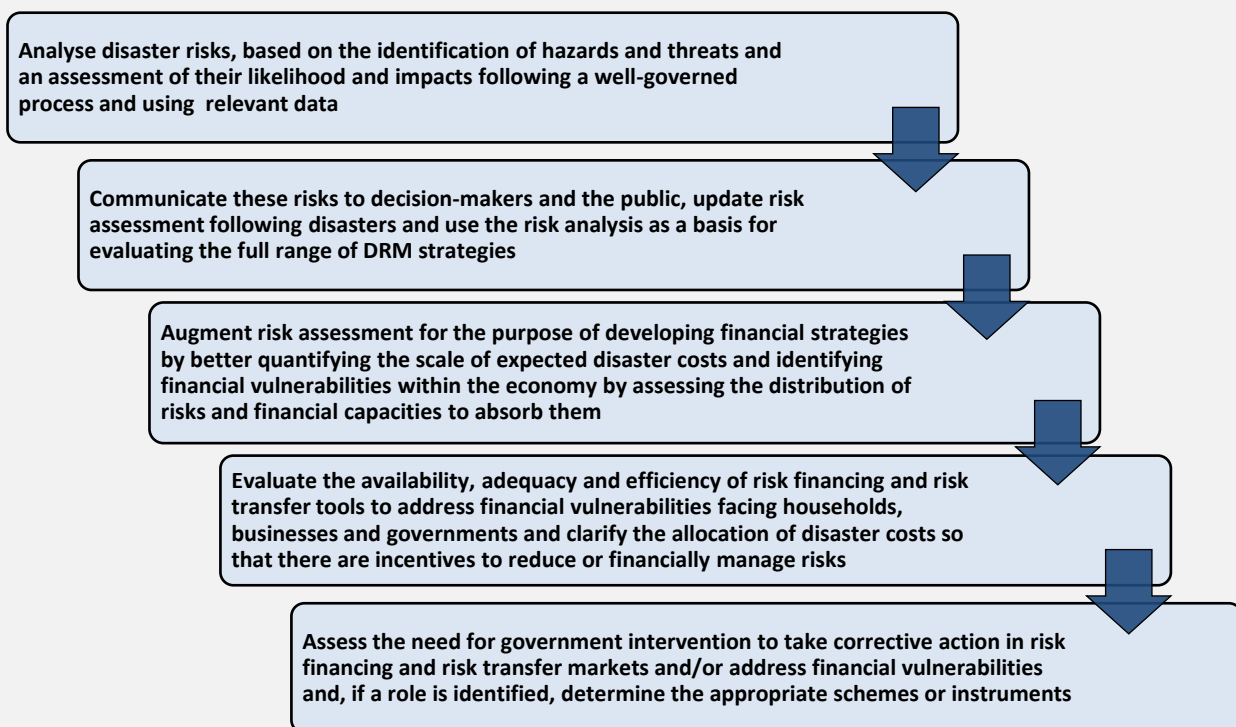 Analyse disaster risks, based on the identification of hazards and threats and
an assessment of their likelihood and impacts following a well-governed
process and using  relevant data
Communicate these risks to decision-makers and the public, update risk
assessment following disasters and use the risk analysis as a basis for
evaluating the full range of DRM strategies
Augment risk assessment for the purpose of developing financial strategies
by better quantifying the scale of expected disaster costs and identifying
financial vulnerabilities within the economy by assessing the distribution of
risks and financial capacities to absorb them
Evaluate the availability, adequacy and efficiency of risk financing and risk
transfer tools to address financial vulnerabilities facing households,
businesses and governments and clarify the allocation of disaster costs so
that there are incentives to reduce or financially manage risks
Assess the need for government intervention to take corrective action in risk
financing and risk transfer markets and/or address financial vulnerabilities
and, if a role is identified, determine the appropriate schemes or instruments